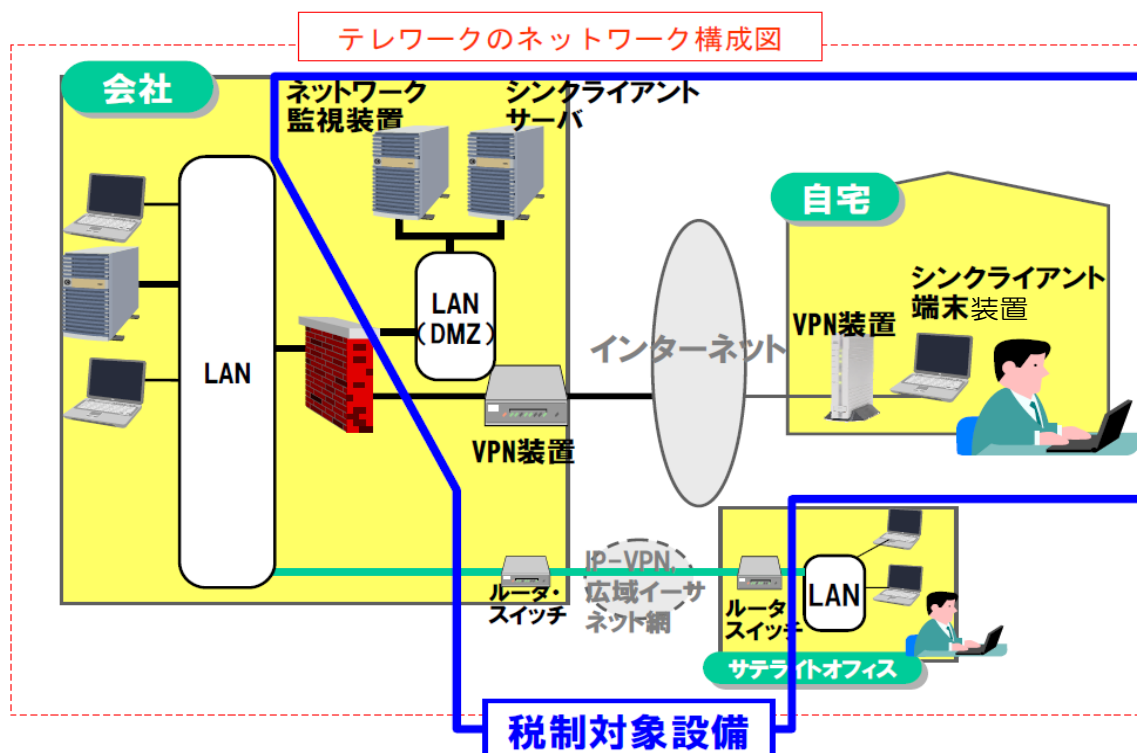 テレワークのネットワーク構成図
会社
ネットワーク
監視装置
シンクライアント
サーバ
自宅
シンクライアント
端末装置
VPN装置
LAN
(DMZ)
インターネット
LAN
VPN装置
IP-VPN,
広域イーサ
ネット網
ルータ・
スイッチ
ルータ
スイッチ
LAN
サテライトオフィス
税制対象設備